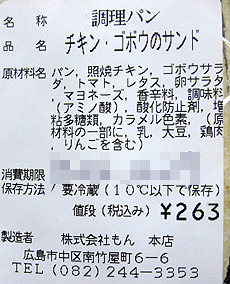 名称 調理パン
品名 チキン・ゴボウのサンド
原材料名 パン，照焼チキン，ゴボウサラ
ダ，トマト，レタス，卵サラダ
，マヨネーズ，香辛料，調味料
（アミノ酸），酸化防止剤，増
粘多糖類，カラメル色素，（原
材料の一部に，乳，大豆，鶏肉
，りんごを含む）
消費期限
保存方法 要冷蔵（１０℃以下で保存）
値段（税込み） ¥263
製造者 株式会社もん 本店
広島市中区南竹屋町６－６
TEL（082）244－3353